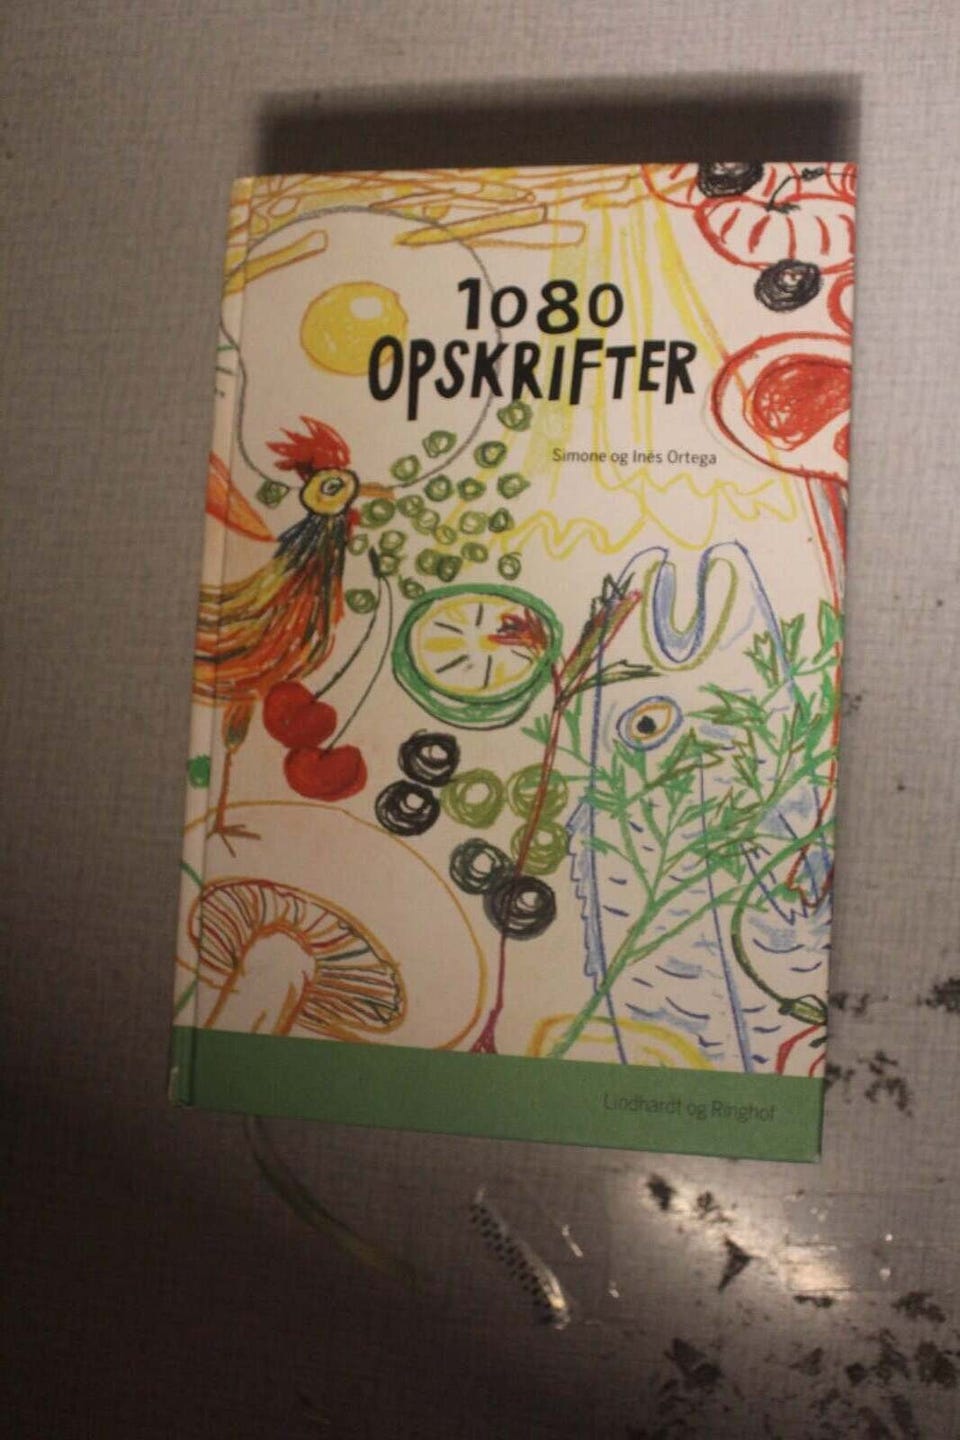 1080
OPSKRIFTER
Simone og Inés Ortega
Lindhardt og Ringhof